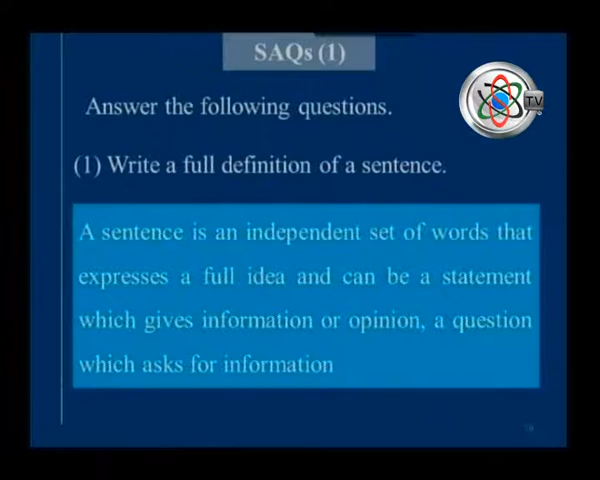 SAQs (1)
TV
Answer the following questions.
(1) Write a full definition of a sentence.
A sentence is an independent set of words that
expresses a full idea and can be a statement
which gives information or opinion, a question
which asks for information